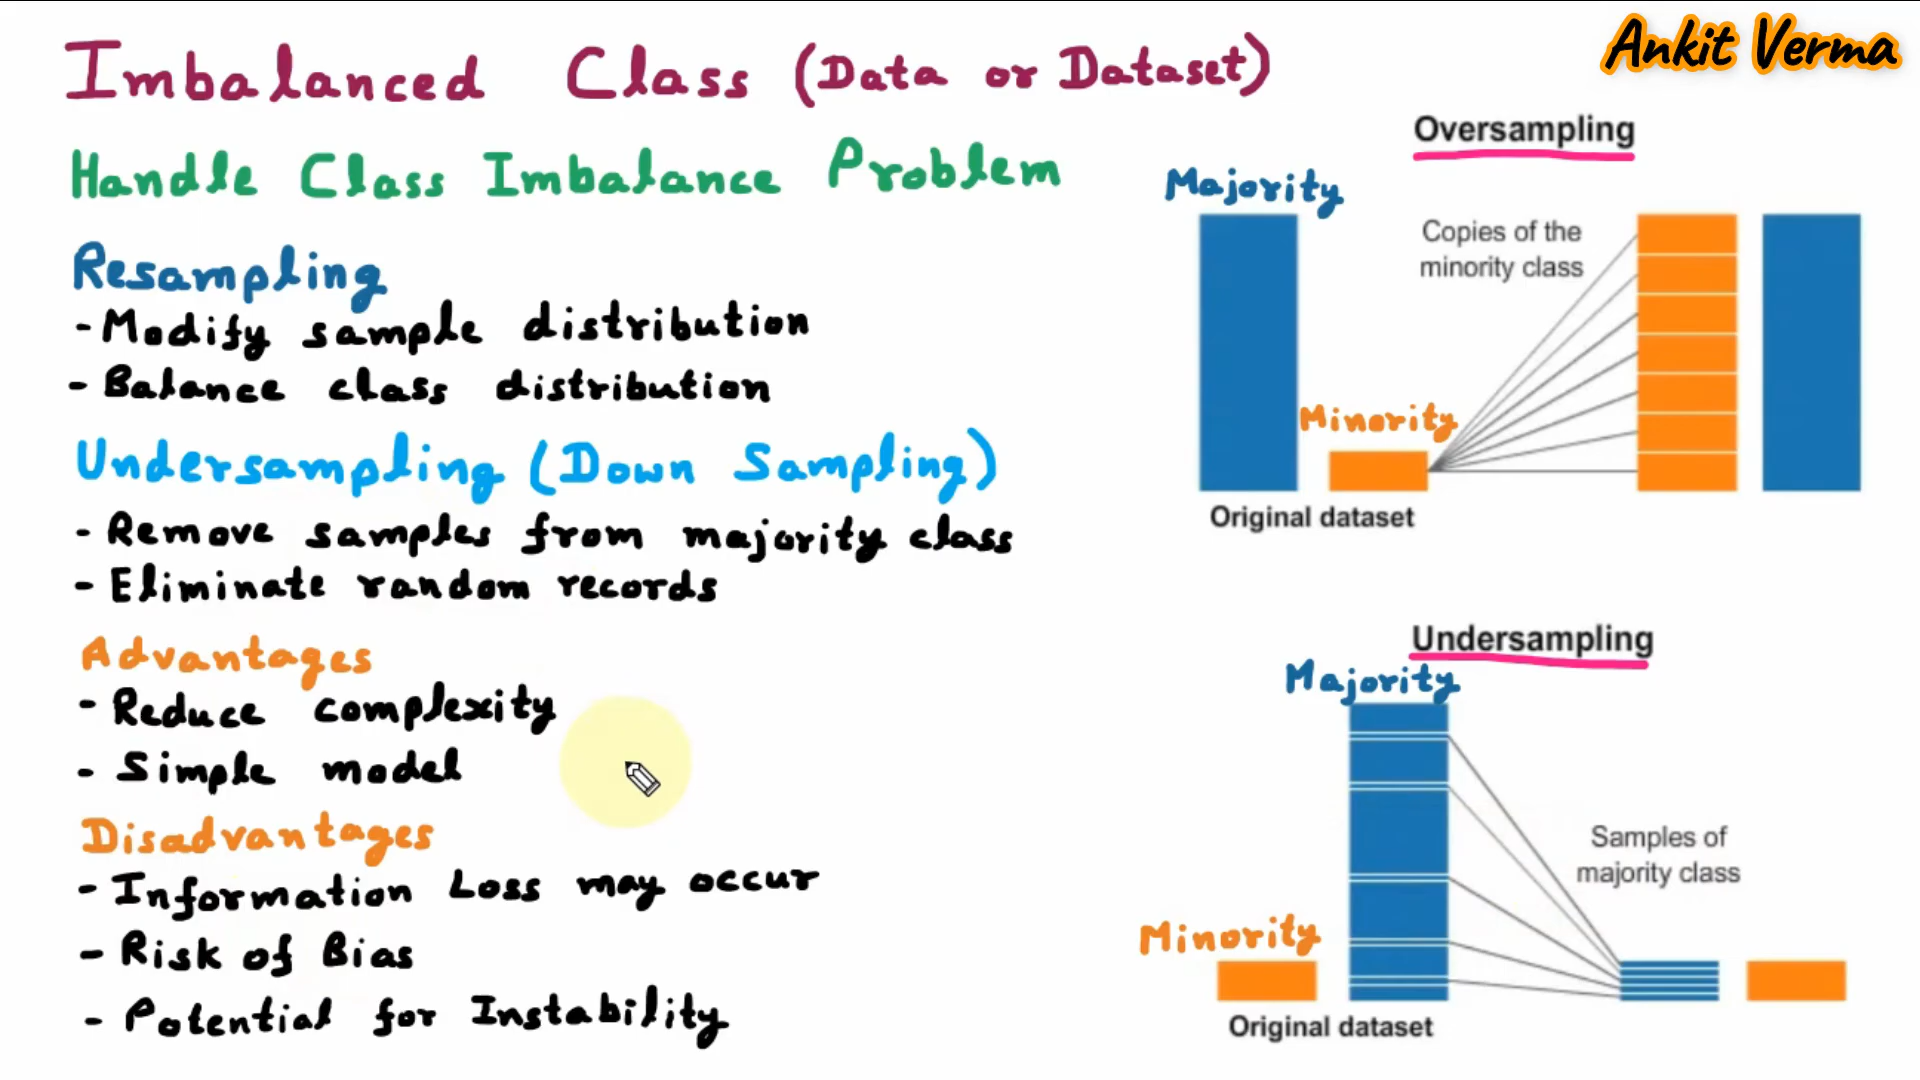 Imbalanced Class (Data or Dataset)
Ankit Verma
Handle Class Imbalance Problem
Resampling
- Modify sample distribution
- Balance class distribution
Undersampling (Down Sampling)
- Remove samples from majority class
- Eliminate random records
Advantages
- Reduce complexity
- Simple model
Disadvantages
- Information Loss may occur
- Risk of Bias
- Potential for Instability
Oversampling
Majority
Copies of the
minority class
Minority
Original dataset
Undersampling
Majority
Samples of
majority class
Minority
Original dataset